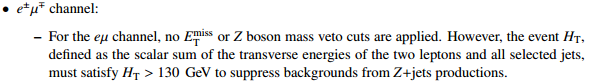 • e±μ∓ channel:
– For the eμ channel, no E_T^miss or Z boson mass veto cuts are applied. However, the event H_T,
defined as the scalar sum of the transverse energies of the two leptons and all selected jets,
must satisfy H_T > 130 GeV to suppress backgrounds from Z+jets productions.